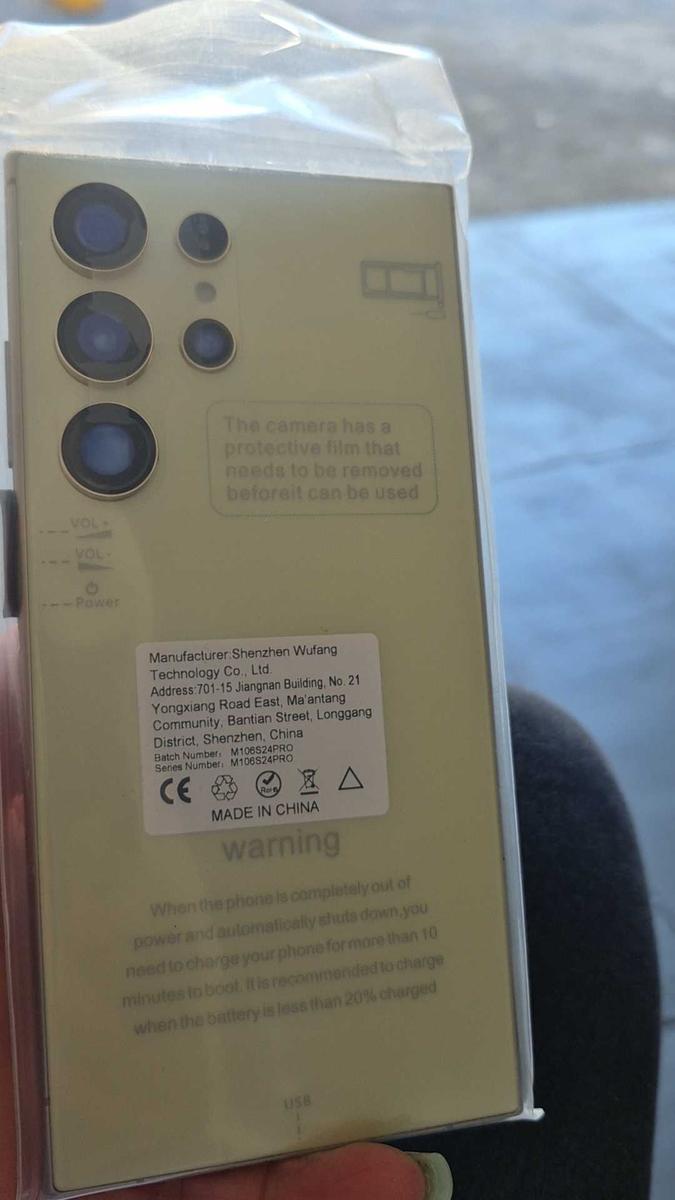 The camera has a
protective film that
needs to be removed
beforeit can be used
VOL+
VOL-
Power
Manufacturer:Shenzhen Wufang
Technology Co., Ltd.
Address:701-15 Jiangnan Building, No. 21
Yongxiang Road East, Ma'antang
Community, Bantian Street, Longgang
District, Shenzhen, China
Batch Number: M106S24PRO
Series Number: M106S24PRO
CE RoHS
MADE IN CHINA
warning
When the phone is completely out of
power and automatically shuts down,you
need to charge your phone for more than 10
minutes to boot. It is recommended to charge
when the battery is less than 20% charged
USB